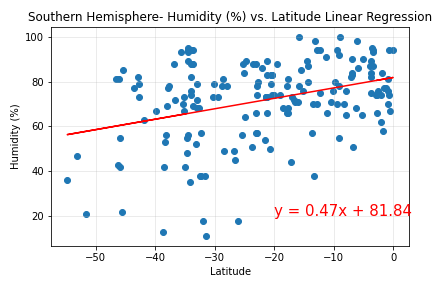 Southern Hemisphere- Humidity (%) vs. Latitude Linear Regression
Humidity (%)
100
80
60
40
20
y = 0.47x + 81.84
−50
−40
−30
−20
−10
0
Latitude